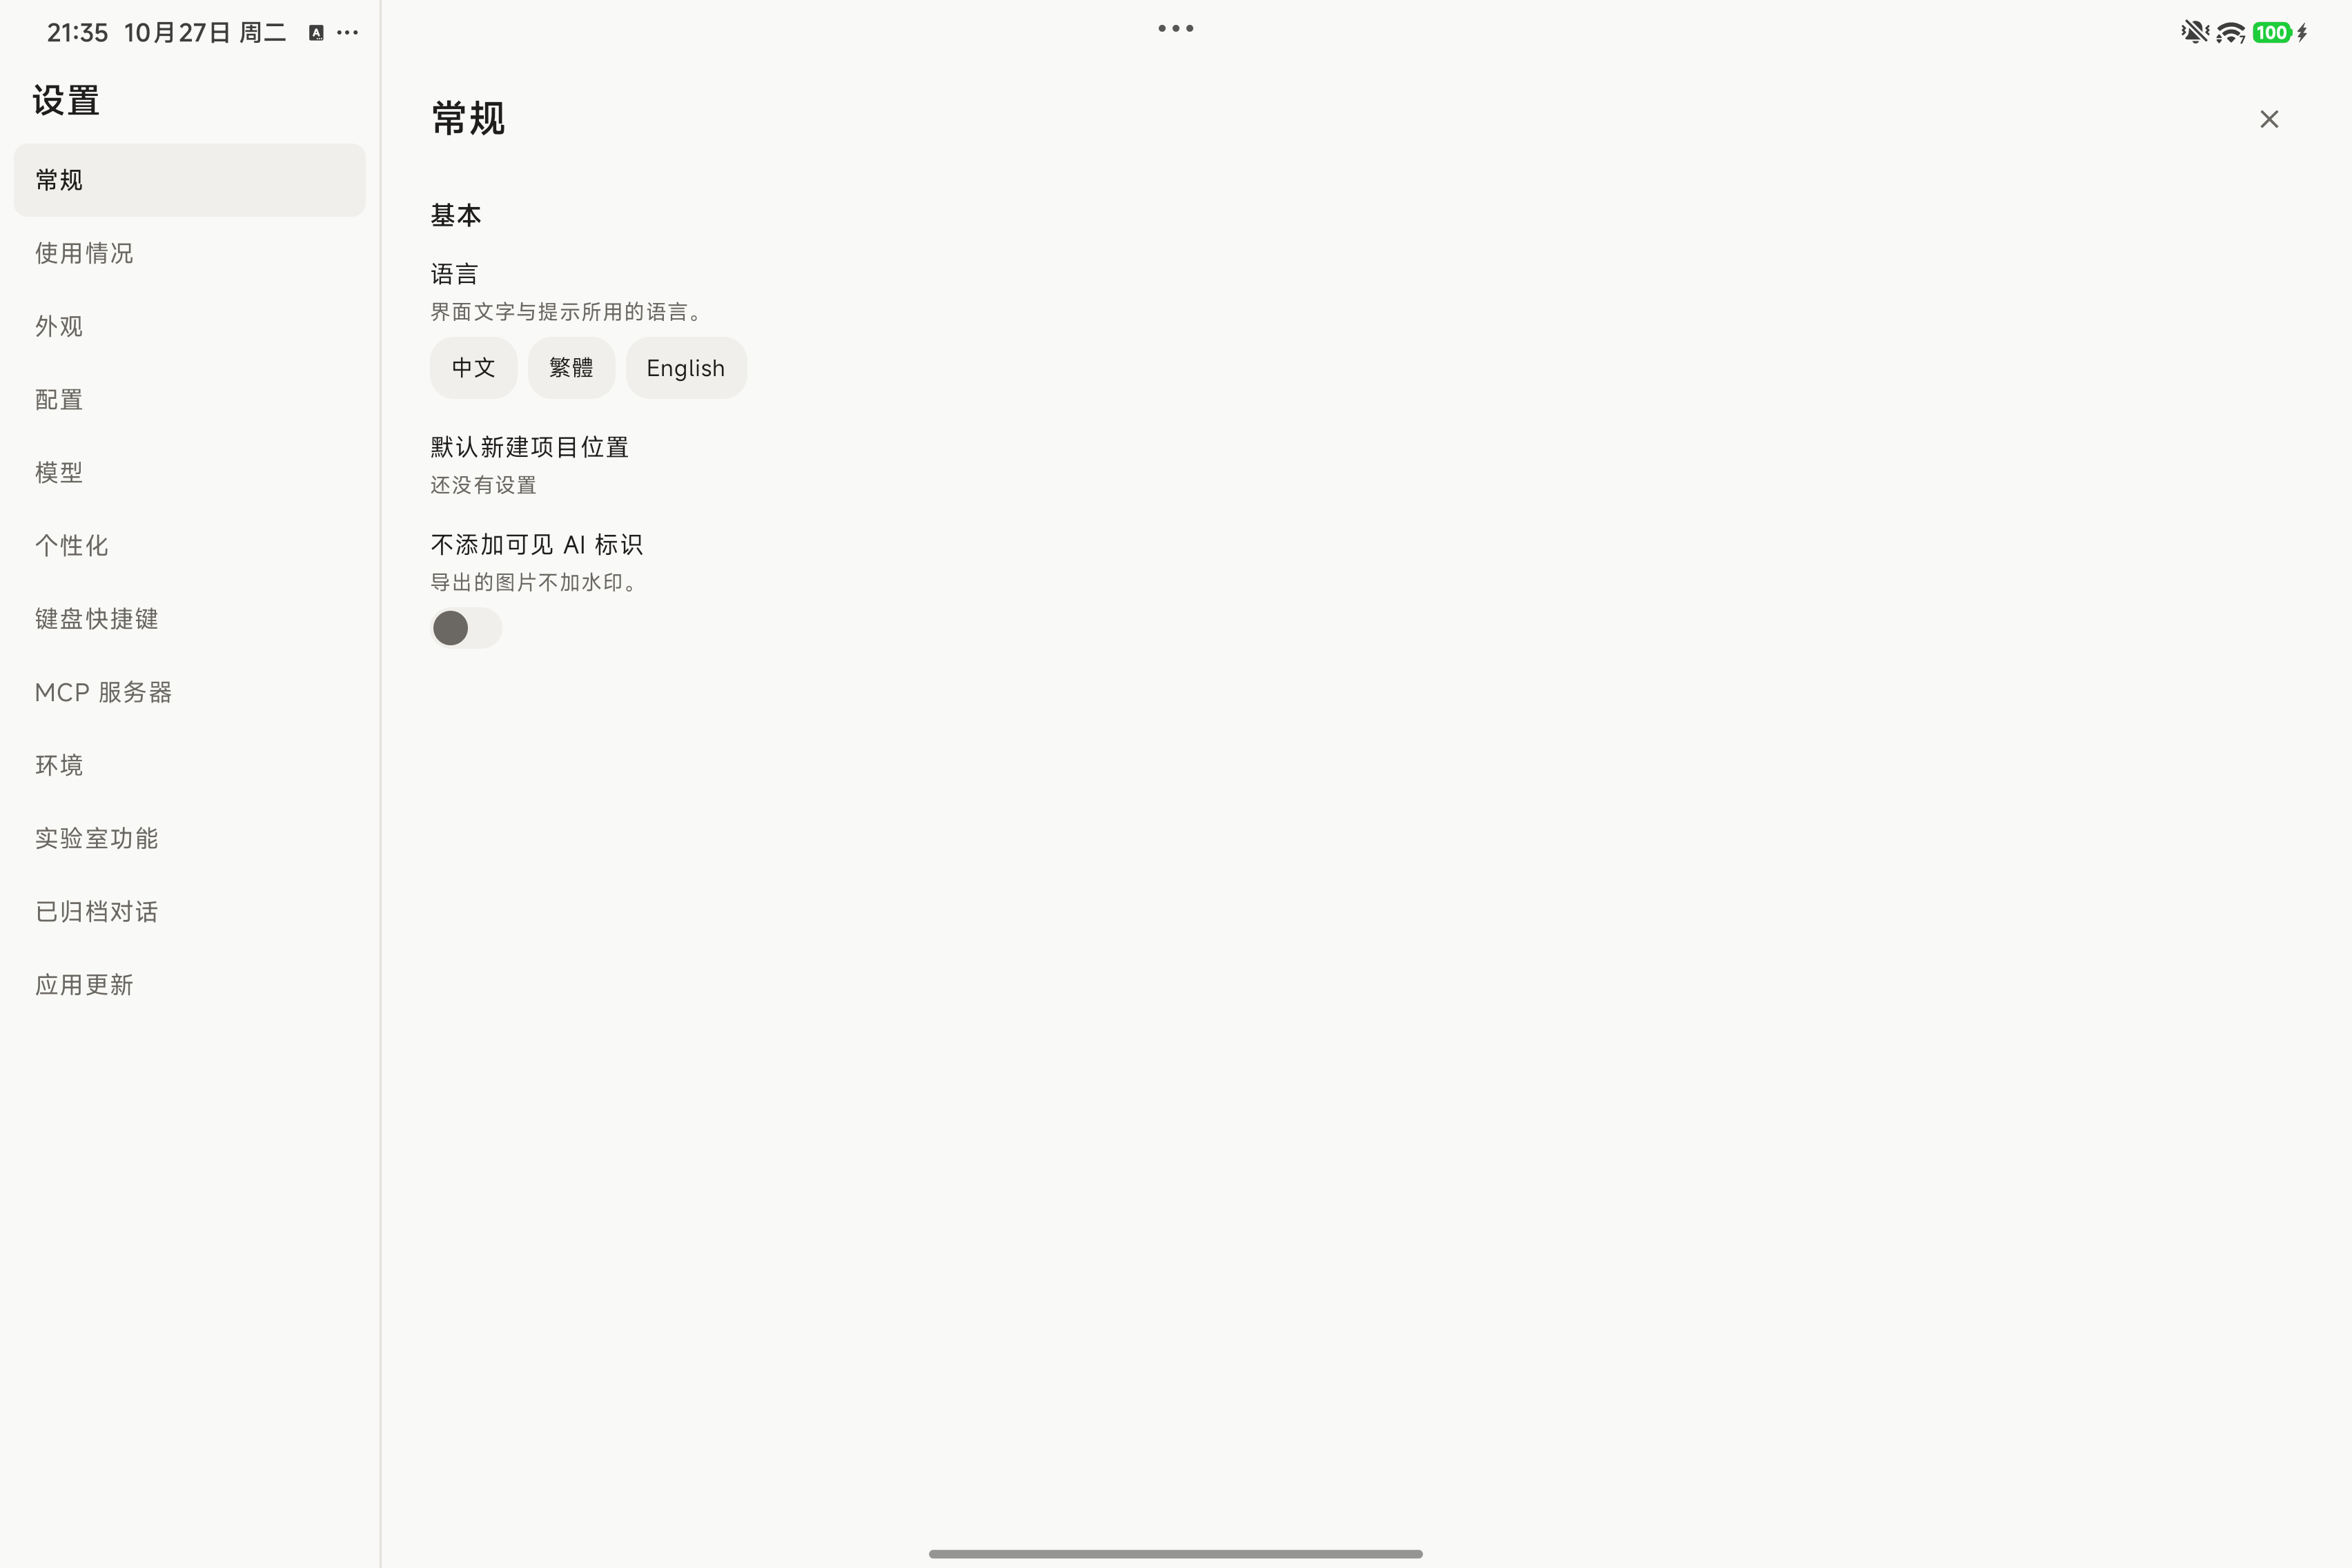 21:35 10月27日 周二
100
设置
常规
使用情况
外观
配置
模型
个性化
键盘快捷键
MCP 服务器
环境
实验室功能
已归档对话
应用更新
常规
基本
语言
界面文字与提示所用的语言。
中文 繁體 English
默认新建项目位置
还没有设置
不添加可见 AI 标识
导出的图片不加水印。